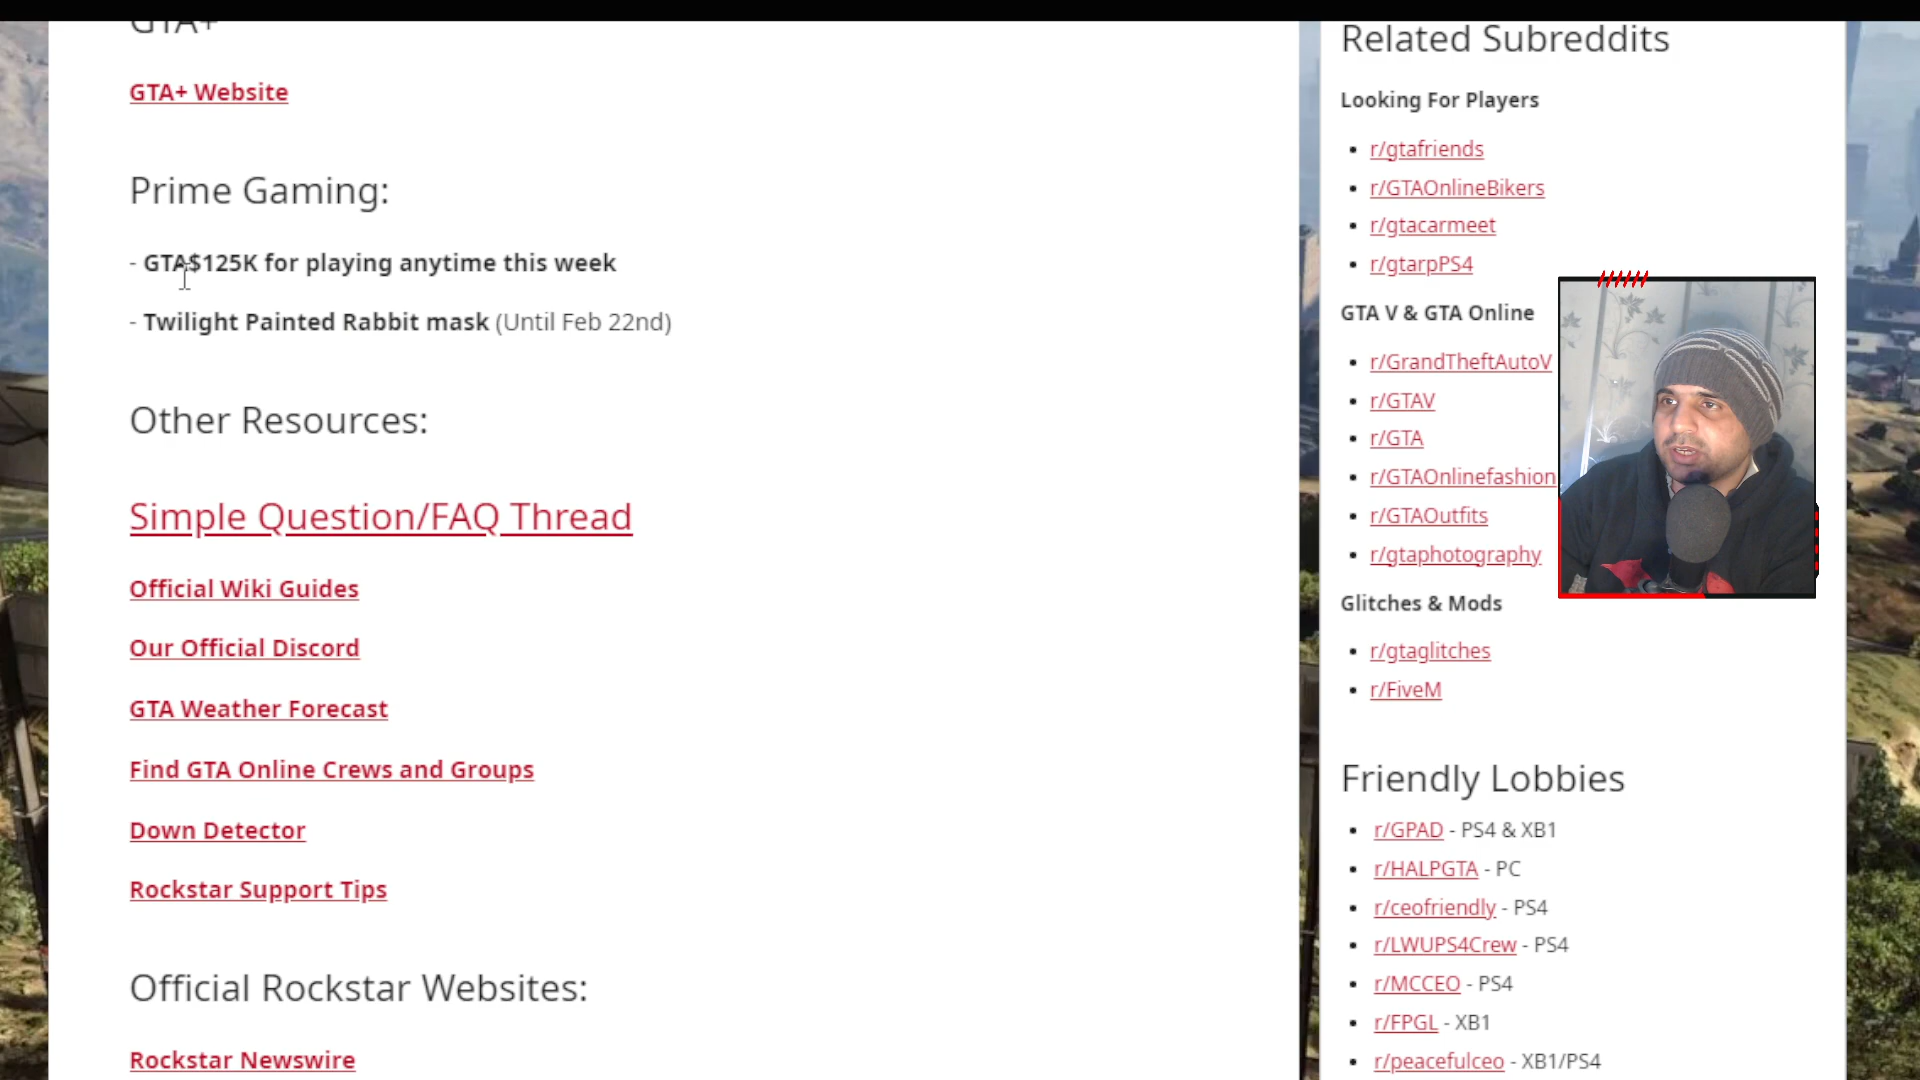 GTA+
GTA+ Website
Prime Gaming:
- GTA$125K for playing anytime this week
- Twilight Painted Rabbit mask (Until Feb 22nd)
Other Resources:
Simple Question/FAQ Thread
Official Wiki Guides
Our Official Discord
GTA Weather Forecast
Find GTA Online Crews and Groups
Down Detector
Rockstar Support Tips
Official Rockstar Websites:
Rockstar Newswire
Related Subreddits
Looking For Players
• r/gtafriends
• r/GTAOnlineBikers
• r/gtacarmeet
• r/gtarpPS4
GTA V & GTA Online
• r/GrandTheftAutoV
• r/GTAV
• r/GTA
• r/GTAOnlinefashion
• r/GTAOutfits
• r/gtaphotography
Glitches & Mods
• r/gtaglitches
• r/FiveM
Friendly Lobbies
• r/GPAD - PS4 & XB1
• r/HALPGTA - PC
• r/ceofriendly - PS4
• r/LWUPS4Crew - PS4
• r/MCCEO - PS4
• r/FPGL - XB1
• r/peacefulceo - XB1/PS4